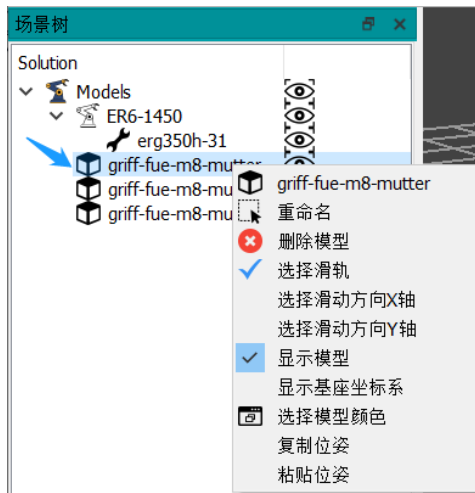 场景树
Solution
Models
ER6-1450
erg350h-31
griff-fue-m8-mutter
griff-fue-m8-mu
griff-fue-m8-mu
griff-fue-m8-mutter
重命名
删除模型
选择滑轨
选择滑动方向X轴
选择滑动方向Y轴
显示模型
显示基座坐标系
选择模型颜色
复制位姿
粘贴位姿